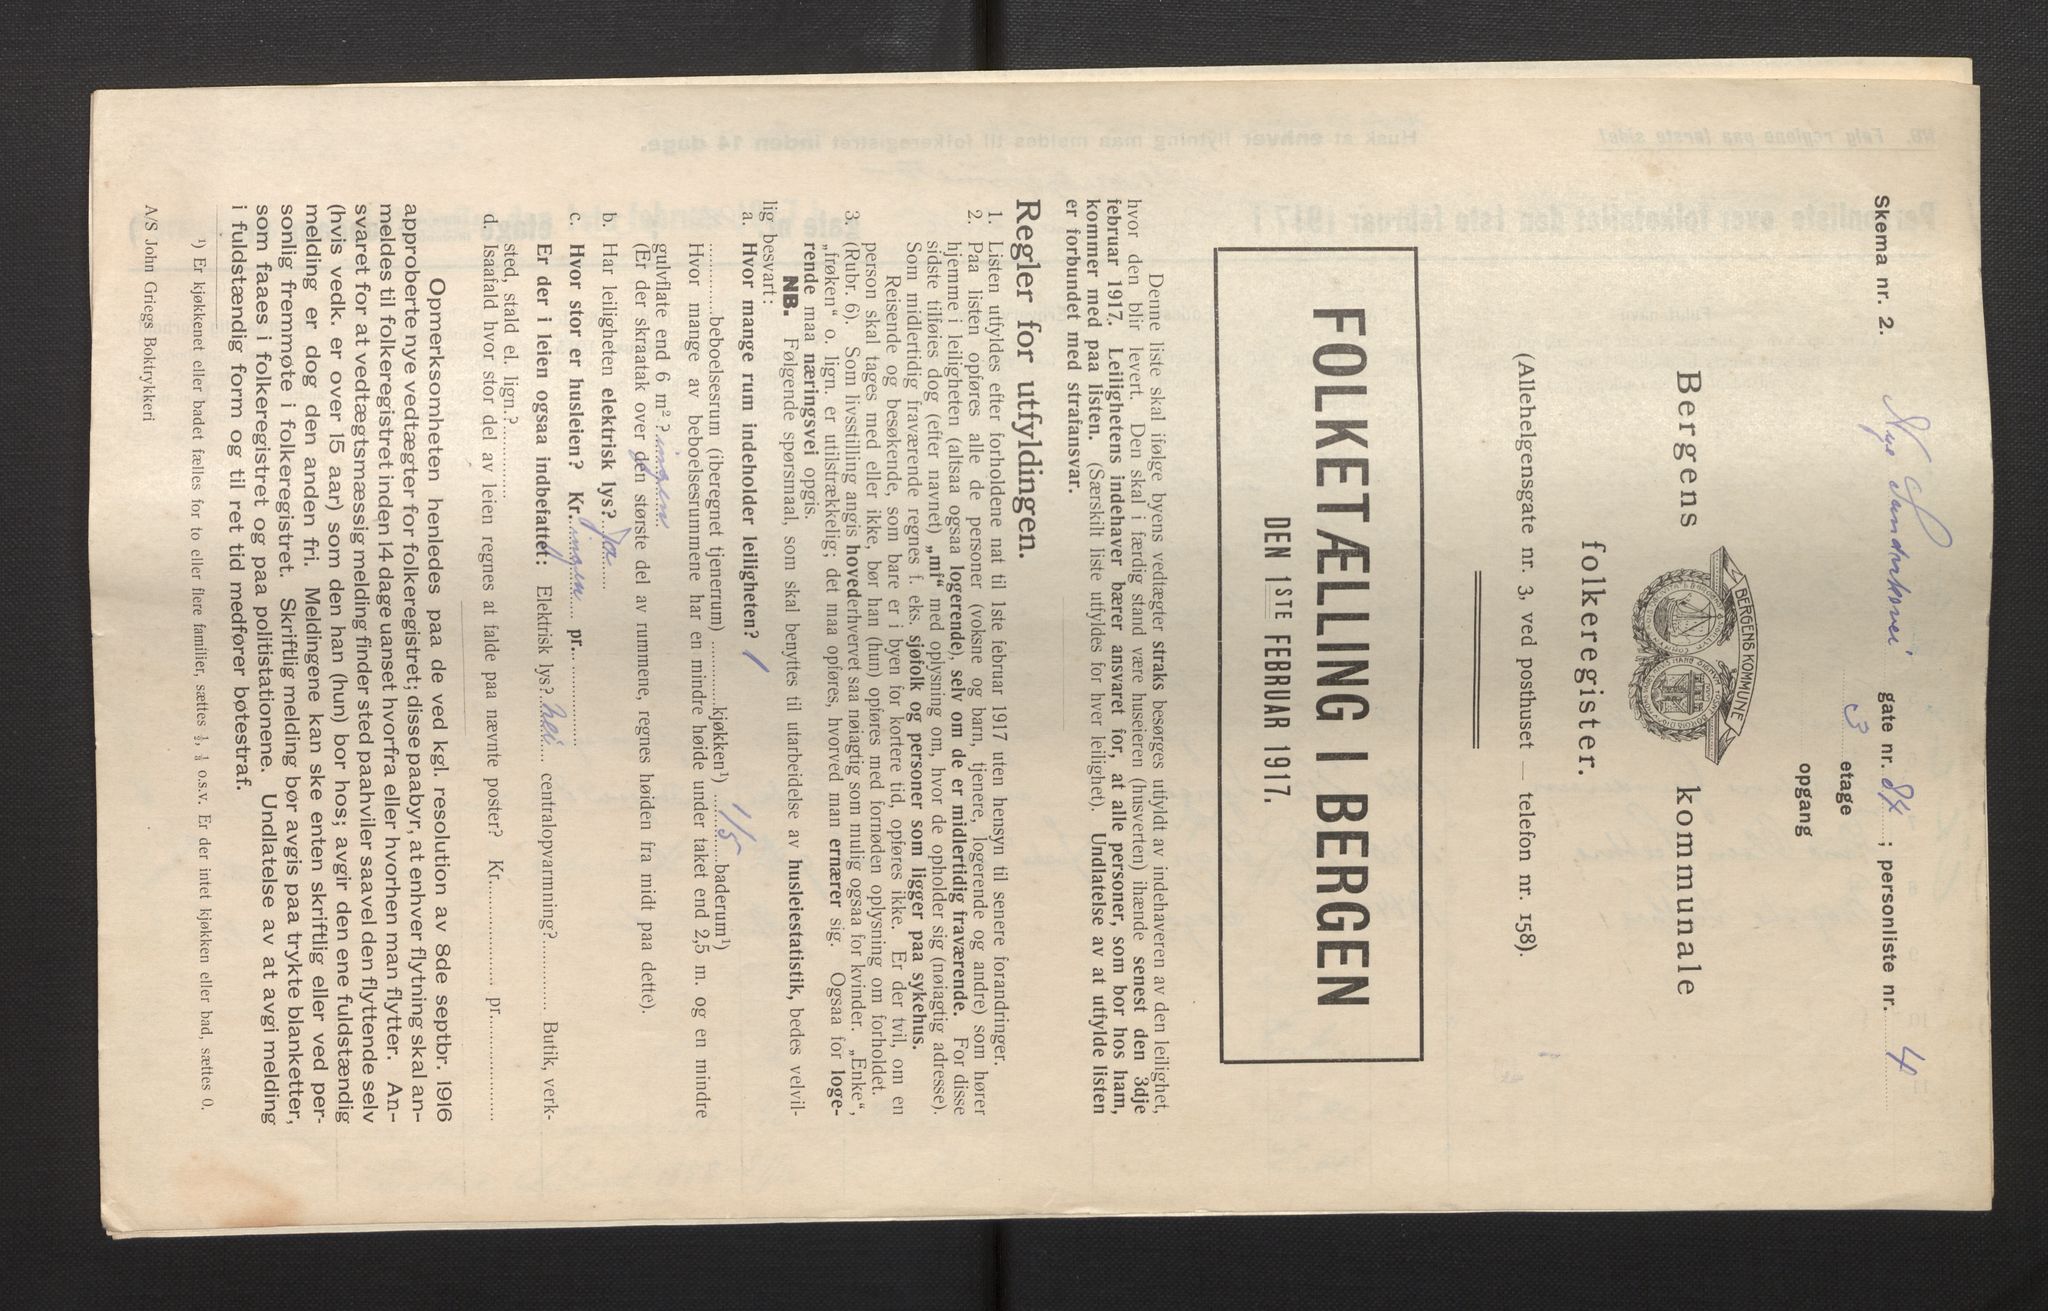 Skema nr. 2.
Nye Sandviksvei gate nr. 84 ; personliste nr. 4
3 etage
opgang
BERGENS KOMMUNE
Bergens kommunale
folkeregister.
(Allehelgensgate nr. 3, ved posthuset — telefon nr. 158).
FOLKETÆLLING I BERGEN
DEN 1STE FEBRUAR 1917.
Denne liste skal ifølge byens vedtægter straks besørges utfyldt av indehaveren av den leilighet,
hvor den blir levert. Den skal i færdig stand være huseieren (husverten) ihænde senest den 3dje
februar 1917. Leilighetens indehaver bærer ansvaret for, at alle personer, som bor hos ham,
kommer med paa listen. (Særskilt liste utfyldes for hver leilighet). Undlatelse av at utfylde listen
er forbundet med strafansvar.
Regler for utfyldingen.
1. Listen utfyldes efter forholdene nat til 1ste februar 1917 uten hensyn til senere forandringer.
2. Paa listen opføres alle de personer (voksne og barn, tjenere, logerende og andre) som hører
hjemme i leiligheten (altsaa ogsaa logerende), selv om de er midlertidig fraværende. For disse
sidste tilføies dog (efter navnet) „mf“ med oplysning om, hvor de opholder sig (nøiagtig adresse).
Som midlertidig fraværende regnes f. eks. sjøfolk og personer som ligger paa sykehus.
Reisende og besøkende, som bare er i byen for kortere tid, opføres ikke. Er der tvil, om en
person skal tages med eller ikke, bør han (hun) opføres med fornøden oplysning om forholdet.
3. (Rubr. 6). Som livsstilling angis hovederhvervet saa nøiagtig som mulig ogsaa for kvinder. „Enke“,
„frøken“ o. lign. er utilstrækkelig; det maa opføres, hvorved man ernærer sig. Ogsaa for loge-
rende maa næringsvei opgis.
NB. Følgende spørsmaal, som skal benyttes til utarbeidelse av husleiestatistik, bedes velvil-
lig besvart:
a Hvor mange rum indeholder leiligheten? 1
............beboelsesrum (iberegnet tjenerrum) ............kjøkken¹) ........1/5........baderum¹)
Hvor mange av beboelsesrummene har en mindre høide under taket end 2,5 m. og en mindre
gulvflate end 6 m²? ingen
(Er der skraatak over den største del av rummene, regnes høiden fra midt paa dette).
b Har leiligheten elektrisk lys? Ja
c. Hvor stor er husleien? Kr. ingen pr.
Er der i leien ogsaa indbefattet: Elektrisk lys? nei centralopvarmning?............ Butik, verk-
sted, stald el. lign.?............
d. Isaafald hvor stor del av leien regnes at falde paa nævnte poster? Kr............... pr...............
Opmerksomheten henledes paa de ved kgl. resolution av 8de septbr. 1916
approberte nye vedtægter for folkeregistret; disse paabyr, at enhver flytning skal an-
meldes til folkeregistret inden 14 dage uanset hvorfra eller hvorhen man flytter. An-
svaret for at vedtægtsmæssig melding finder sted paahviler saavel den flyttende selv
(hvis vedk. er over 15 aar) som den han (hun) bor hos; avgir den ene fuldstændig
melding er dog den anden fri. Meldingene kan ske enten skriftlig eller ved per-
sonlig fremmøte i folkeregistret. Skriftlig melding bør avgis paa trykte blanketter,
som faaes i folkeregistret og paa politistationene. Undlatelse av at avgi melding
i fuldstændig form og til ret tid medfører bøtestraf.
¹) Er kjøkkenet eller badet fælles for to eller flere familier, sættes ½, ⅓ o.s.v. Er der intet kjøkken eller bad, sættes 0.
A/S John Griegs Boktrykkeri